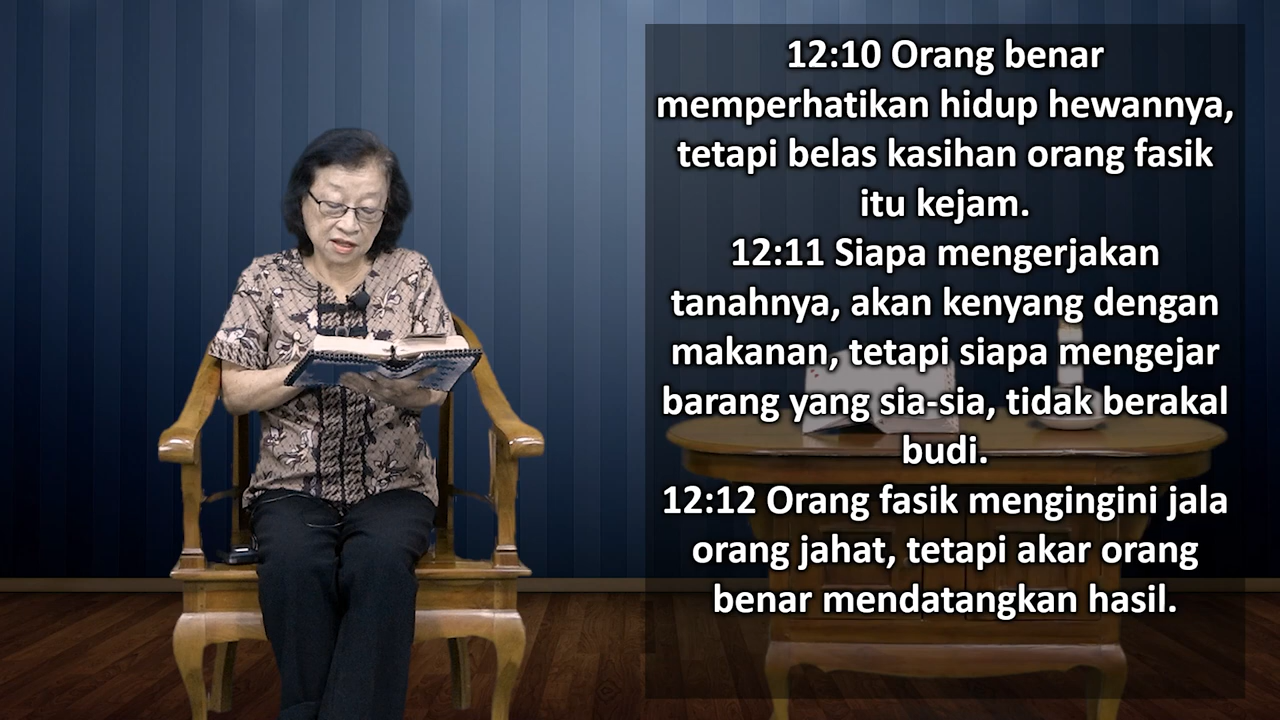 12:10 Orang benar
memperhatikan hidup hewannya,
tetapi belas kasihan orang fasik
itu kejam.
12:11 Siapa mengerjakan
tanahnya, akan kenyang dengan
makanan, tetapi siapa mengejar
barang yang sia-sia, tidak berakal
budi.
12:12 Orang fasik mengingini jala
orang jahat, tetapi akar orang
benar mendatangkan hasil.